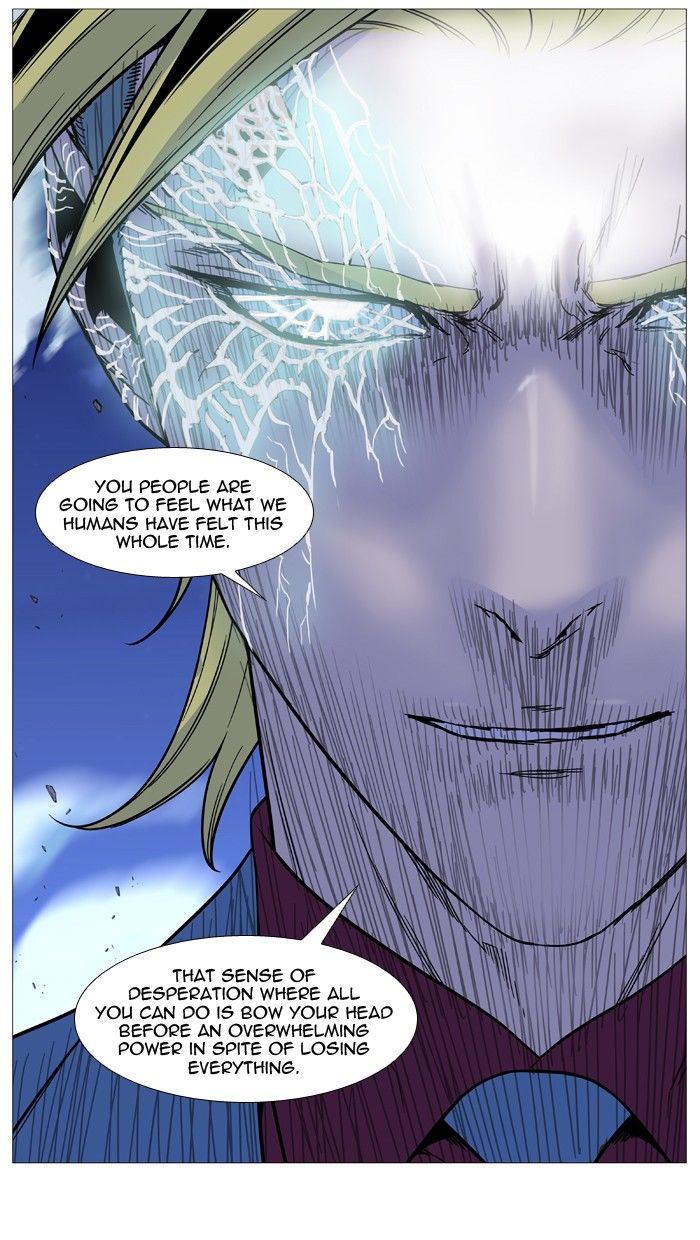 YOU PEOPLE ARE
GOING TO FEEL WHAT WE
HUMANS HAVE FELT THIS
WHOLE TIME.
THAT SENSE OF
DESPERATION WHERE ALL
YOU CAN DO IS BOW YOUR HEAD
BEFORE AN OVERWHELMING
POWER IN SPITE OF LOSING
EVERYTHING.